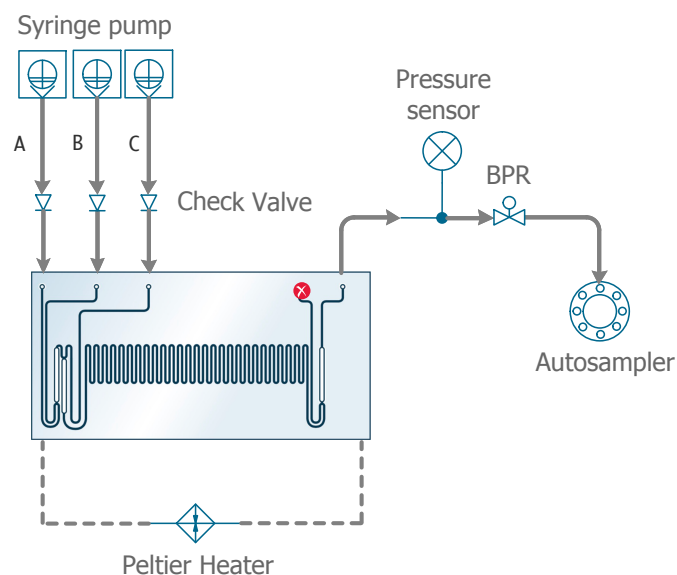 Syringe pump
A
B
C
Check Valve
Pressure
sensor
BPR
Autosampler
Peltier Heater